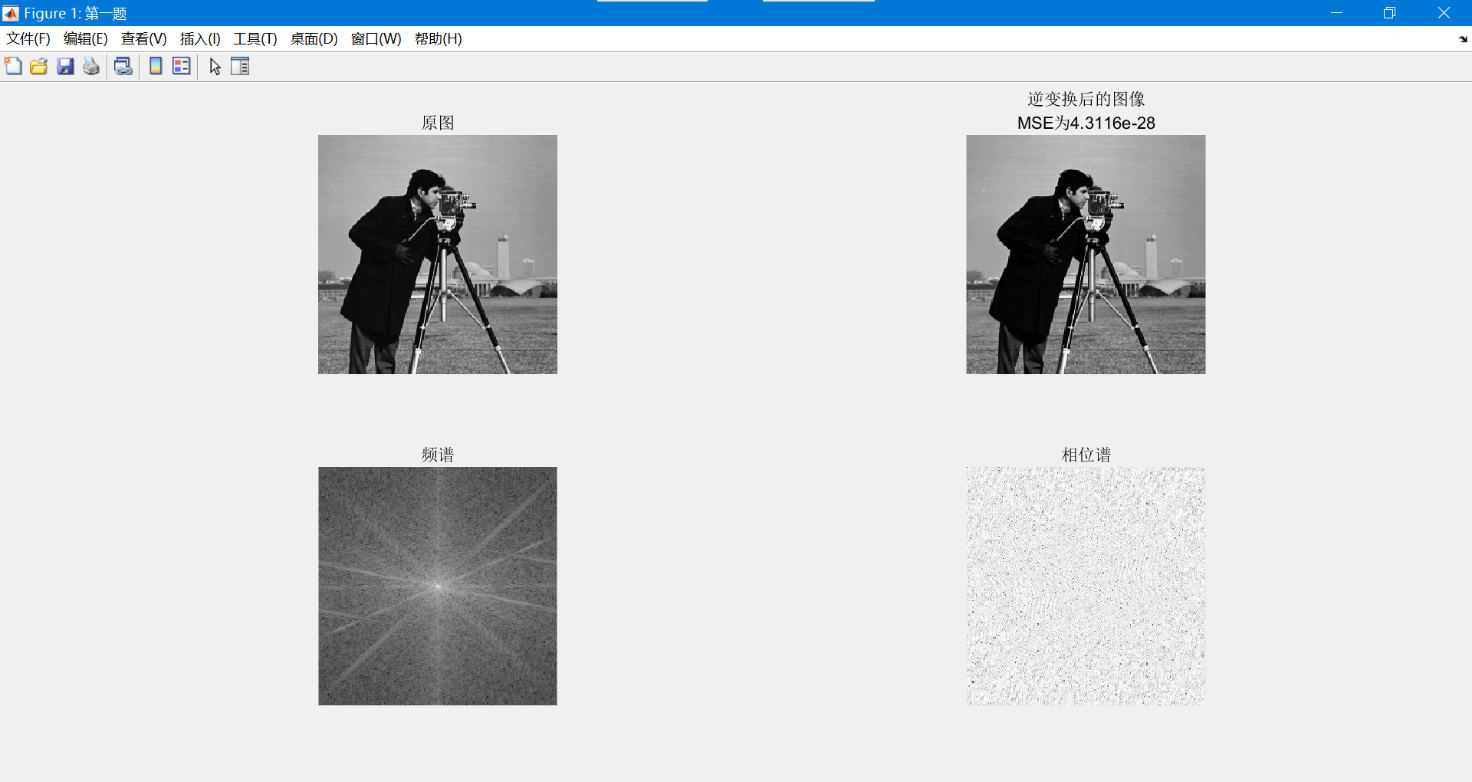 Figure 1: 第一题
文件(F) 编辑(E) 查看(V) 插入(I) 工具(T) 桌面(D) 窗口(W) 帮助(H)
原图
逆变换后的图像
MSE为4.3116e-28
频谱
相位谱